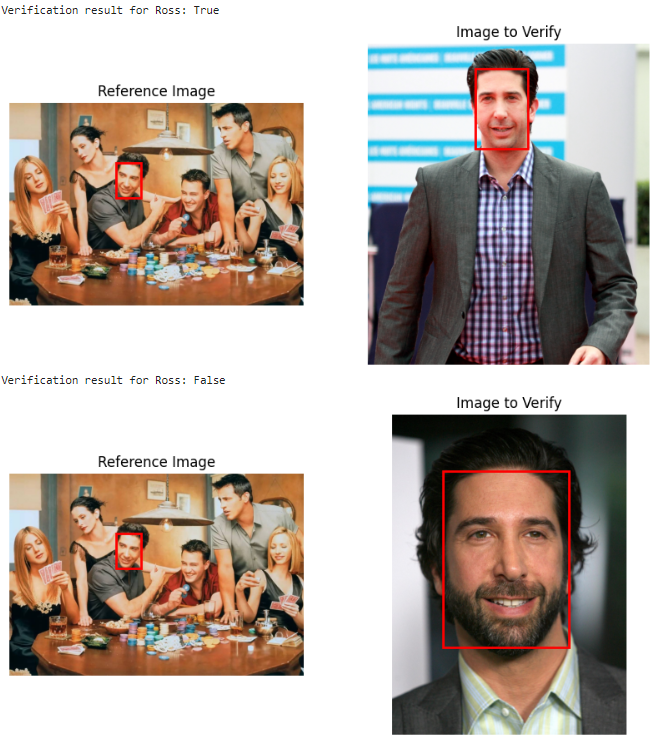 Verification result for Ross: True
Image to Verify
Reference Image
Verification result for Ross: False
Image to Verify
Reference Image